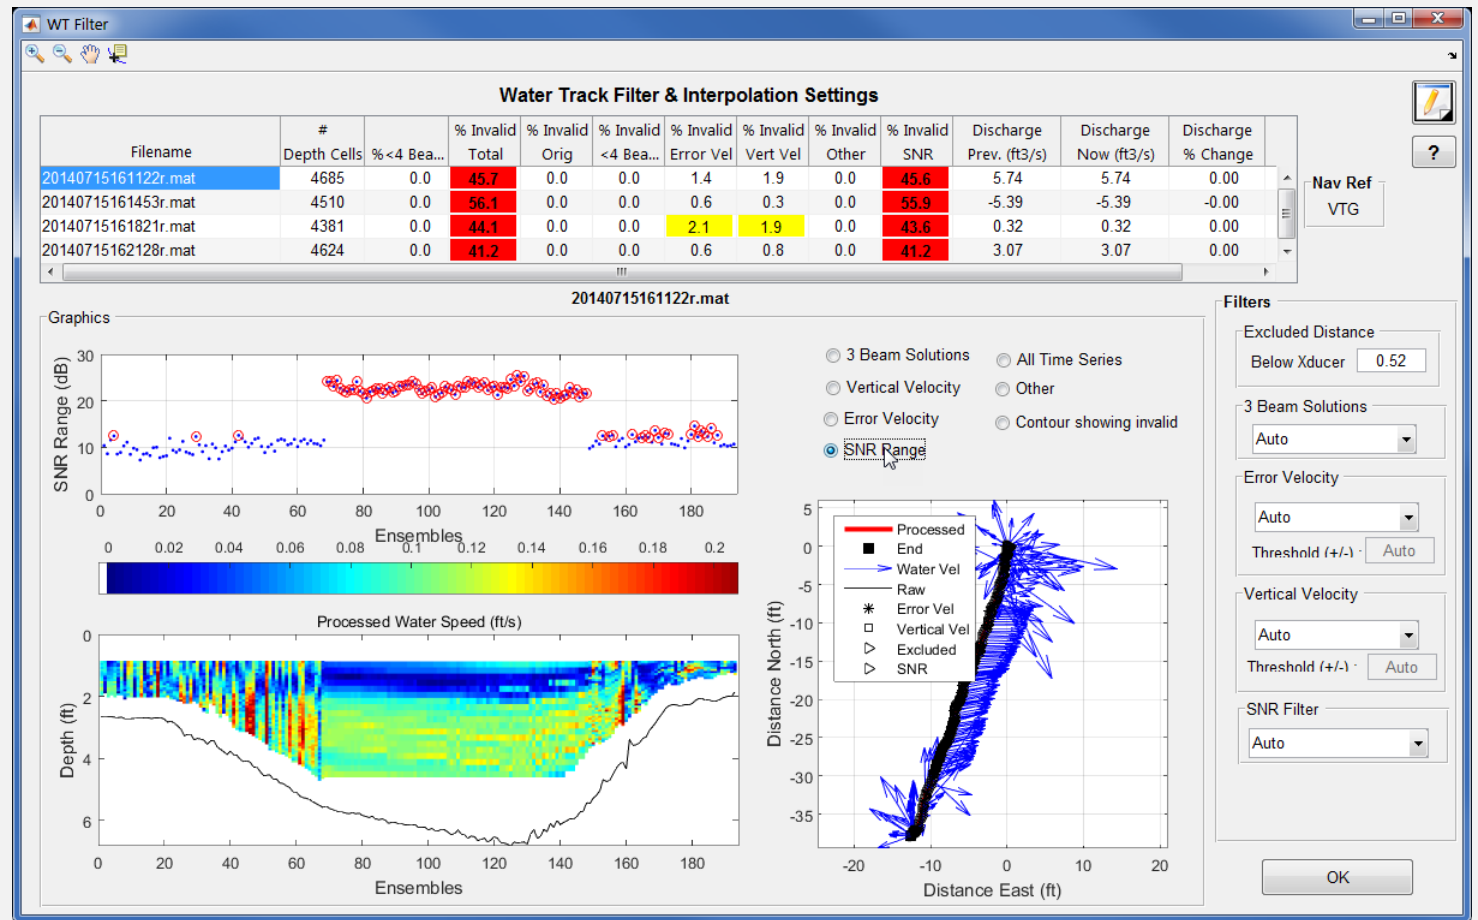 WT Filter
Water Track Filter & Interpolation Settings
# % Invalid % Invalid % Invalid % Invalid % Invalid % Invalid % Invalid Discharge Discharge Discharge
Filename Depth Cells %<4 Bea... Total Orig <4 Bea... Error Vel Vert Vel Other SNR Prev. (ft3/s) Now (ft3/s) % Change
20140715161122r.mat 4685 0.0 45.7 0.0 0.0 1.4 1.9 0.0 45.6 5.74 5.74 0.00
20140715161453r.mat 4510 0.0 56.1 0.0 0.0 0.6 0.3 0.0 55.9 -5.39 -5.39 -0.00
20140715161821r.mat 4381 0.0 44.1 0.0 0.0 2.1 1.9 0.0 43.6 0.32 0.32 0.00
20140715162128r.mat 4624 0.0 41.2 0.0 0.0 0.6 0.8 0.0 41.2 3.07 3.07 0.00
?
Nav Ref
VTG
20140715161122r.mat
Graphics
30
20
10
0
SNR Range (dB)
0 20 40 60 80 100 120 140 160 180
Ensembles
0 0.02 0.04 0.06 0.08 0.1 0.12 0.14 0.16 0.18 0.2
Processed Water Speed (ft/s)
0
2
4
6
Depth (ft)
0 20 40 60 80 100 120 140 160 180
Ensembles
3 Beam Solutions
All Time Series
Vertical Velocity
Other
Error Velocity
Contour showing invalid
SNR Range
5
0
-5
-10
-15
-20
-25
-30
-35
Distance North (ft)
Processed
End
Water Vel
Raw
Error Vel
Vertical Vel
Excluded
SNR
-20 -10 0 10 20
Distance East (ft)
Filters
Excluded Distance
Below Xducer 0.52
3 Beam Solutions
Auto
Error Velocity
Auto
Threshold (+/-) : Auto
Vertical Velocity
Auto
Threshold (+/-) : Auto
SNR Filter
Auto
OK